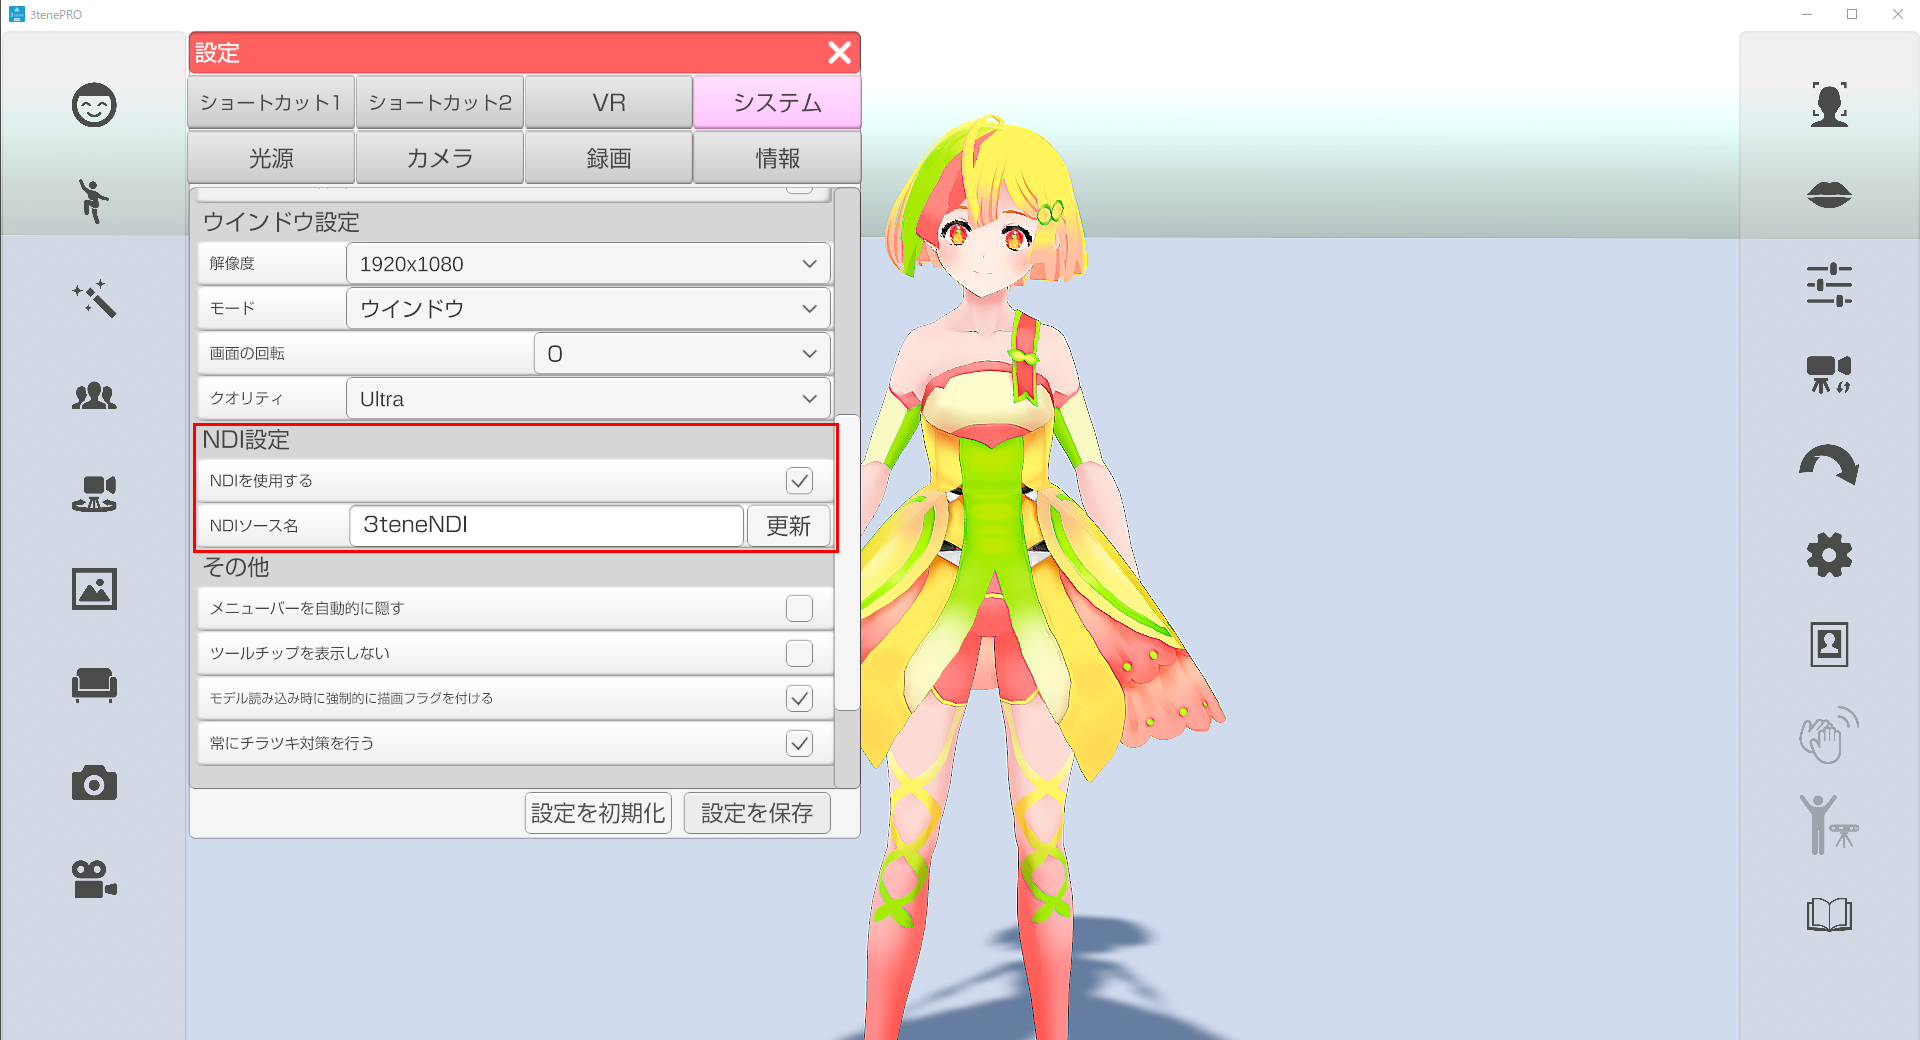 3tenePRO
設定
ショートカット1 ショートカット2 VR システム
光源 カメラ 録画 情報
ウインドウ設定
解像度 1920x1080
モード ウインドウ
画面の回転 0
クオリティ Ultra
NDI設定
NDIを使用する
NDIソース名 3teneNDI 更新
その他
メニューバーを自動的に隠す
ツールチップを表示しない
モデル読み込み時に強制的に描画フラグを付ける
常にチラツキ対策を行う
設定を初期化 設定を保存